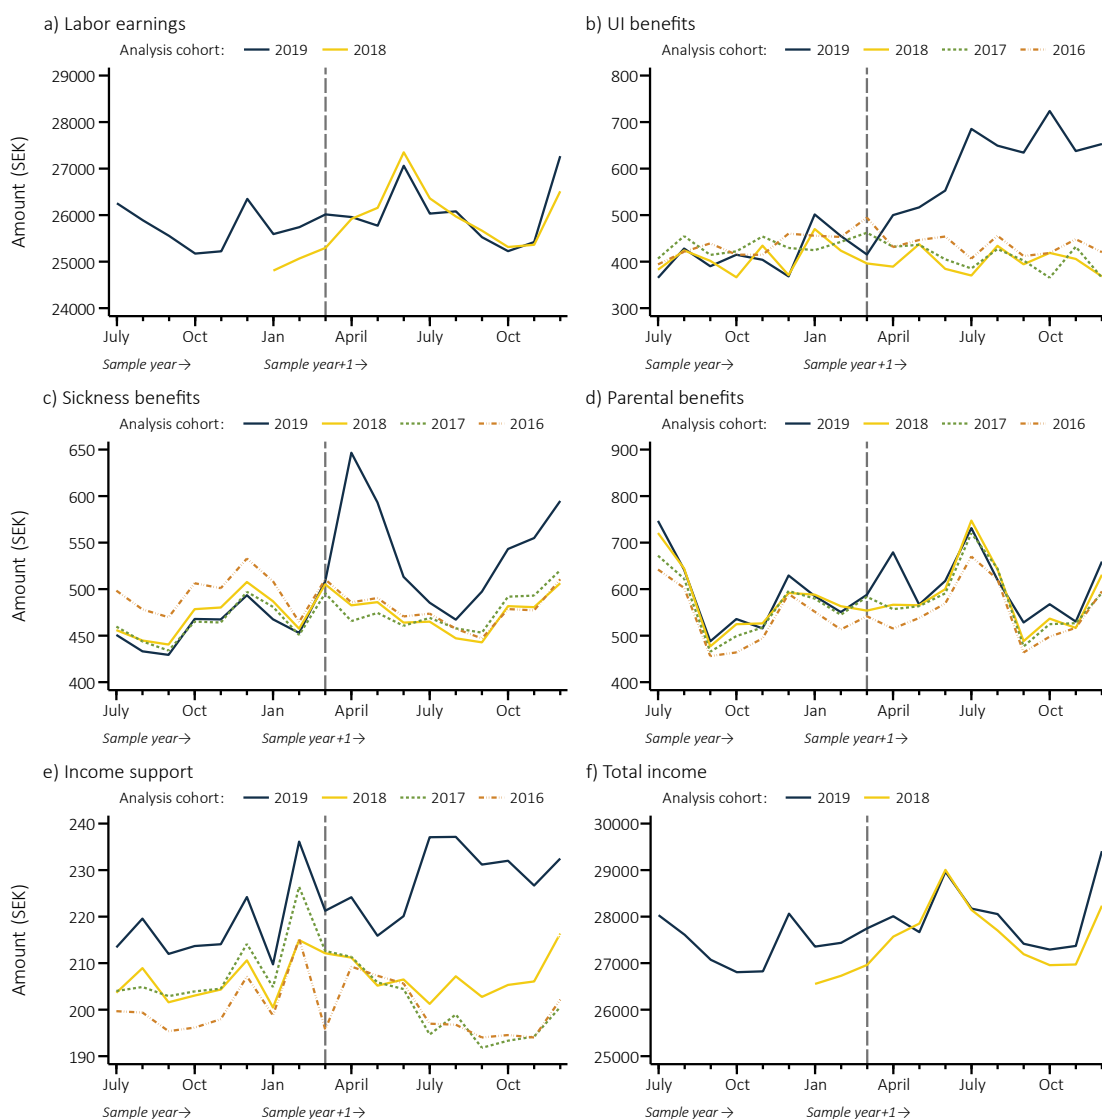 a) Labor earnings
Analysis cohort: 2019 2018
29000
28000
27000
26000
25000
24000
Amount (SEK)
July Oct Jan April July Oct
Sample year→ Sample year+1→
b) UI benefits
Analysis cohort: 2019 2018 2017 2016
800
700
600
500
400
300
July Oct Jan April July Oct
Sample year→ Sample year+1→
c) Sickness benefits
Analysis cohort: 2019 2018 2017 2016
650
600
550
500
450
400
Amount (SEK)
July Oct Jan April July Oct
Sample year→ Sample year+1→
d) Parental benefits
Analysis cohort: 2019 2018 2017 2016
900
800
700
600
500
400
July Oct Jan April July Oct
Sample year→ Sample year+1→
e) Income support
Analysis cohort: 2019 2018 2017 2016
240
230
220
210
200
190
Amount (SEK)
July Oct Jan April July Oct
Sample year→ Sample year+1→
f) Total income
Analysis cohort: 2019 2018
30000
29000
28000
27000
26000
25000
July Oct Jan April July Oct
Sample year→ Sample year+1→